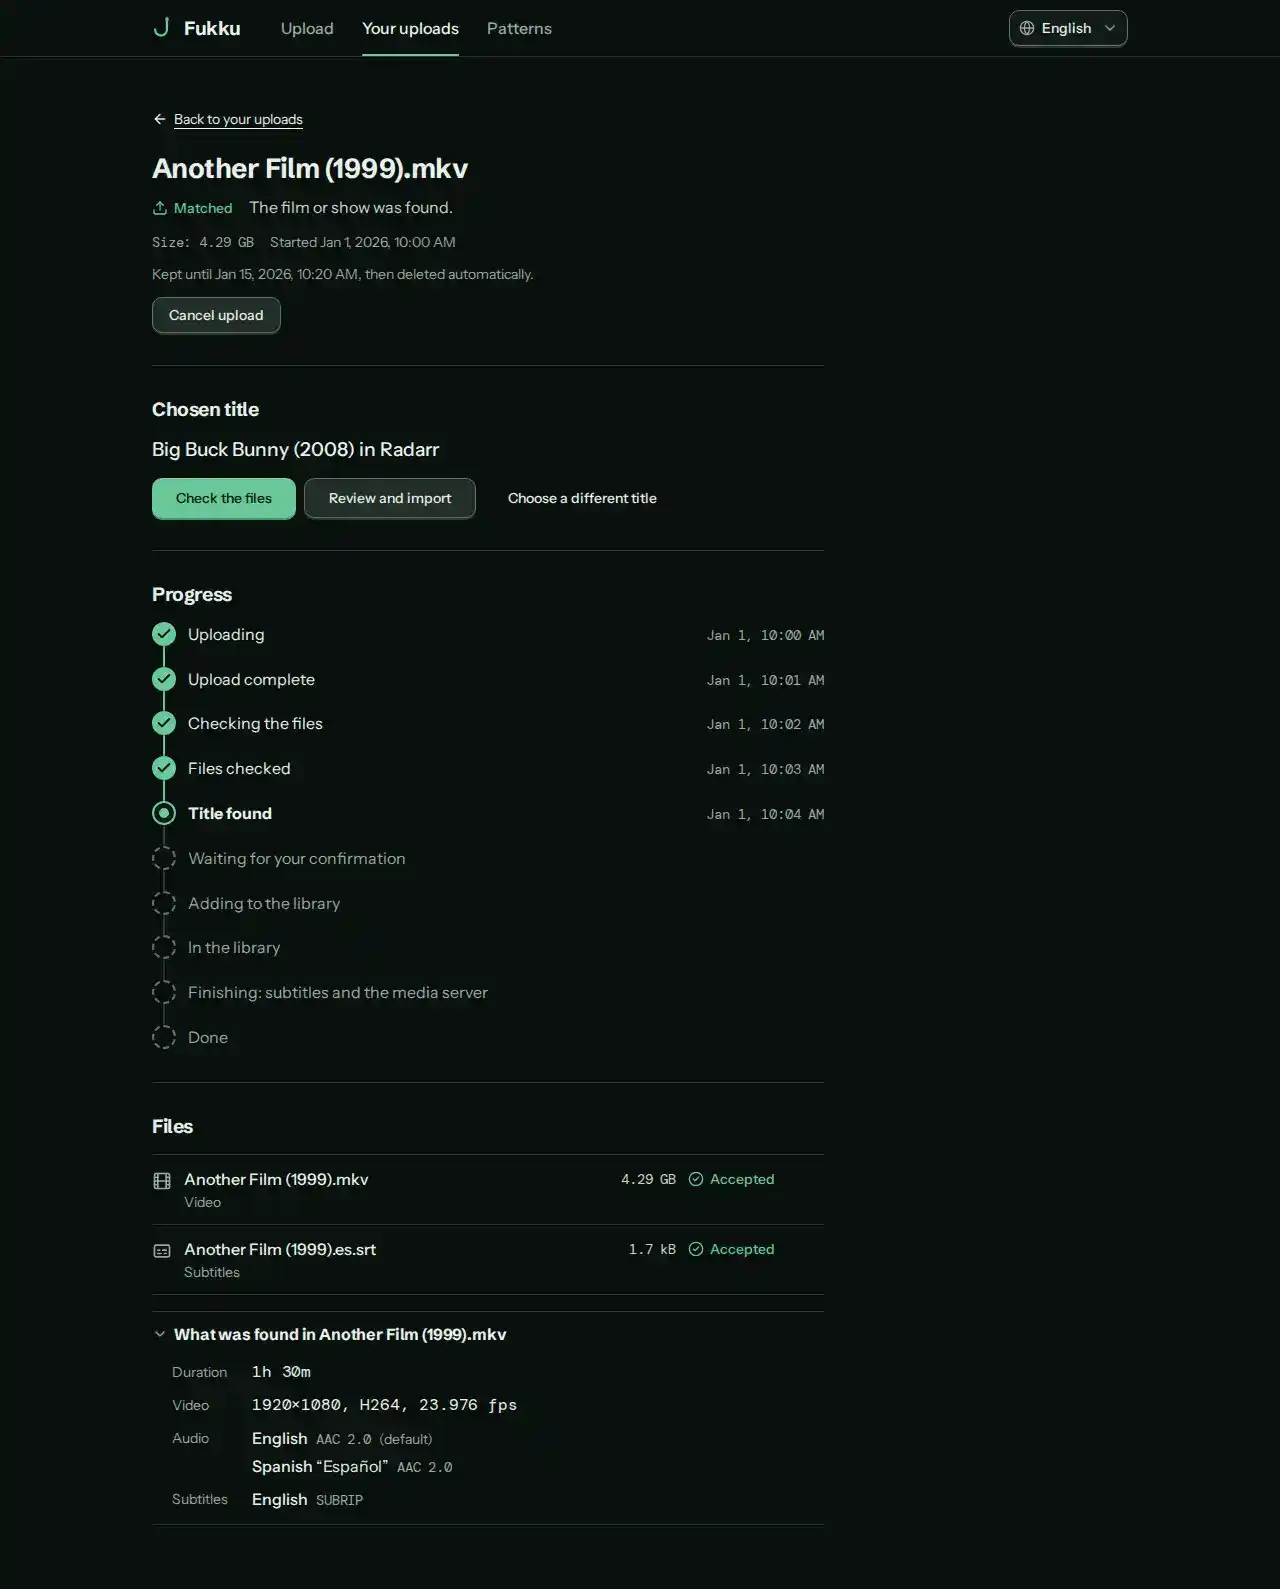 Fukku
Upload
Your uploads
Patterns
English
Back to your uploads
Another Film (1999).mkv
Matched The film or show was found.
Size: 4.29 GB Started Jan 1, 2026, 10:00 AM
Kept until Jan 15, 2026, 10:20 AM, then deleted automatically.
Cancel upload
Chosen title
Big Buck Bunny (2008) in Radarr
Check the files
Review and import
Choose a different title
Progress
Uploading Jan 1, 10:00 AM
Upload complete Jan 1, 10:01 AM
Checking the files Jan 1, 10:02 AM
Files checked Jan 1, 10:03 AM
Title found Jan 1, 10:04 AM
Waiting for your confirmation
Adding to the library
In the library
Finishing: subtitles and the media server
Done
Files
Another Film (1999).mkv 4.29 GB Accepted
Video
Another Film (1999).es.srt 1.7 kB Accepted
Subtitles
What was found in Another Film (1999).mkv
Duration 1h 30m
Video 1920×1080, H264, 23.976 fps
Audio English AAC 2.0 (default)
Spanish “Español” AAC 2.0
Subtitles English SUBRIP